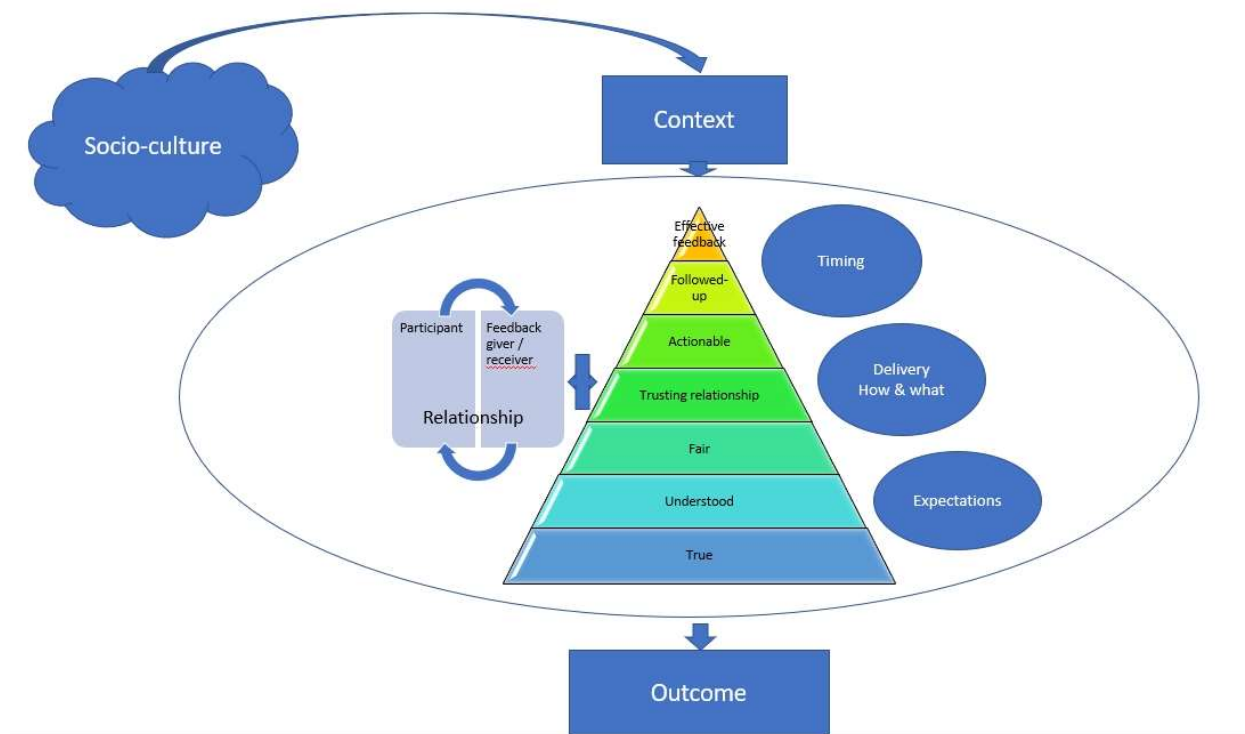 Socio-culture
Context
Effective
feedback
Followed-
up
Actionable
Trusting relationship
Fair
Understood
True
Participant
Feedback
giver /
receiver
Relationship
Timing
Delivery
How & what
Expectations
Outcome